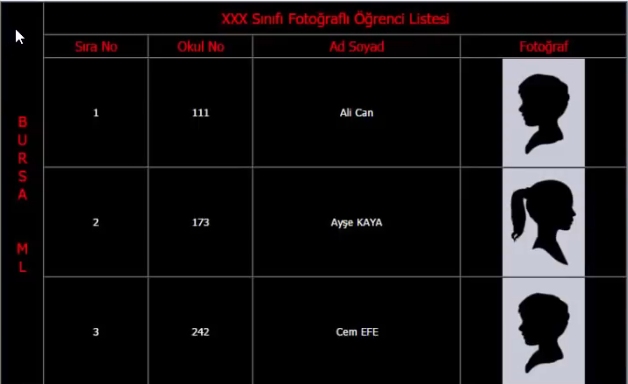 XXX Sınıfı Fotoğraflı Öğrenci Listesi
Sıra No Okul No Ad Soyad Fotoğraf
1 111 Ali Can
2 173 Ayşe KAYA
3 242 Cem EFE
B
U
R
S
A
M
L